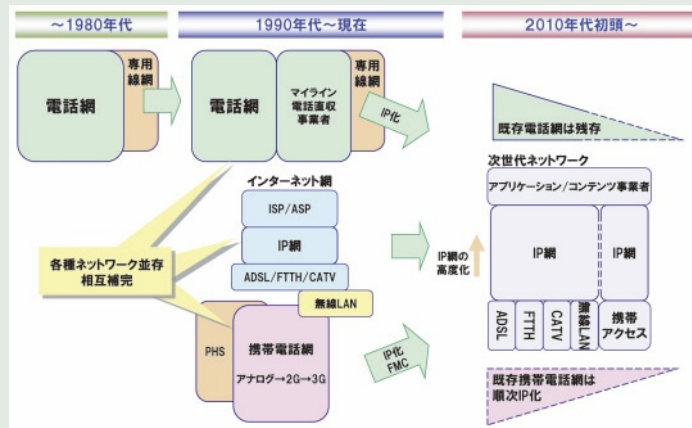 ～1980年代
1990年代～現在
2010年代初頭～
電話網
専用
線網
電話網
マイライン
電話直収
事業者
専用
線網
IP化
既存電話網は残存
インターネット網
ISP/ASP
IP網
ADSL/FTTH/CATV
無線LAN
各種ネットワーク並存
相互補完
PHS
携帯電話網
アナログ→2G→3G
IP化
FMC
次世代ネットワーク
アプリケーション/コンテンツ事業者
IP網の
高度化
IP網
IP網
ADSL
FTTH
CATV
無線LAN
携帯
アクセス
既存携帯電話網は
順次IP化